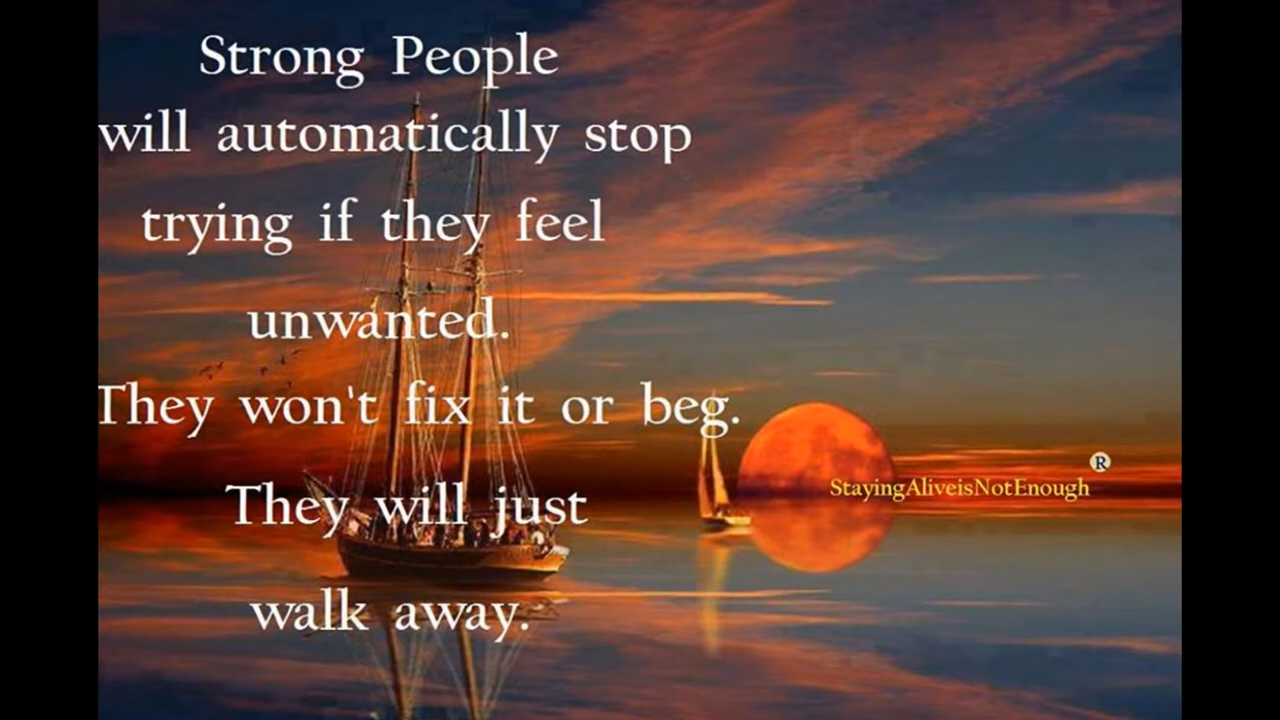 Strong People
will automatically stop
trying if they feel
unwanted.
They won't fix it or beg.
They will just
walk away.
®
StayingAliveisNotEnough